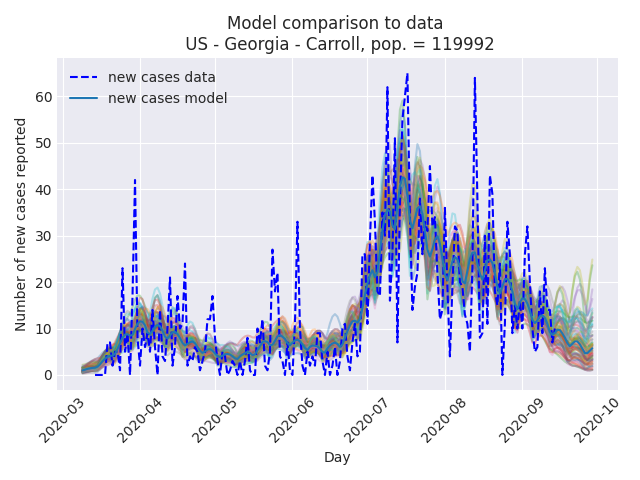 Model comparison to data
US - Georgia - Carroll, pop. = 119992
new cases data
new cases model
Number of new cases reported
60
50
40
30
20
10
0
2020-03
2020-04
2020-05
2020-06
2020-07
2020-08
2020-09
2020-10
Day